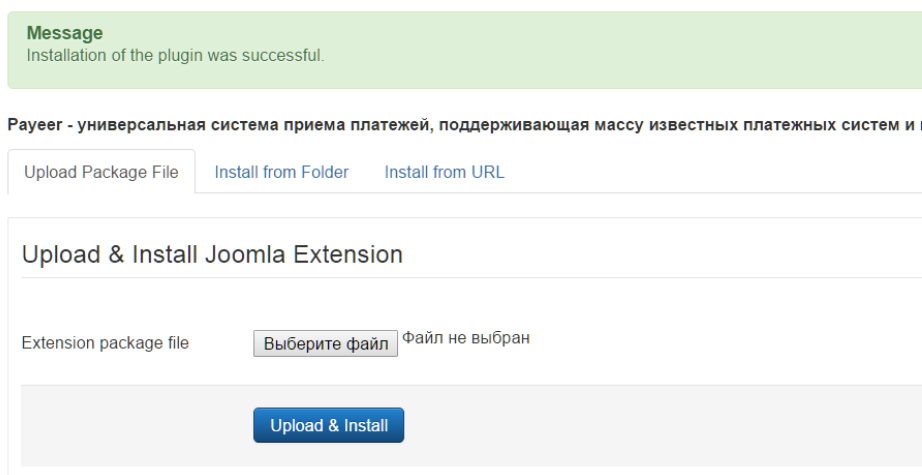 Message
Installation of the plugin was successful.
Payeer - универсальная система приема платежей, поддерживающая массу известных платежных систем и
Upload Package File Install from Folder Install from URL
Upload & Install Joomla Extension
Extension package file Выберите файл Файл не выбран
Upload & Install